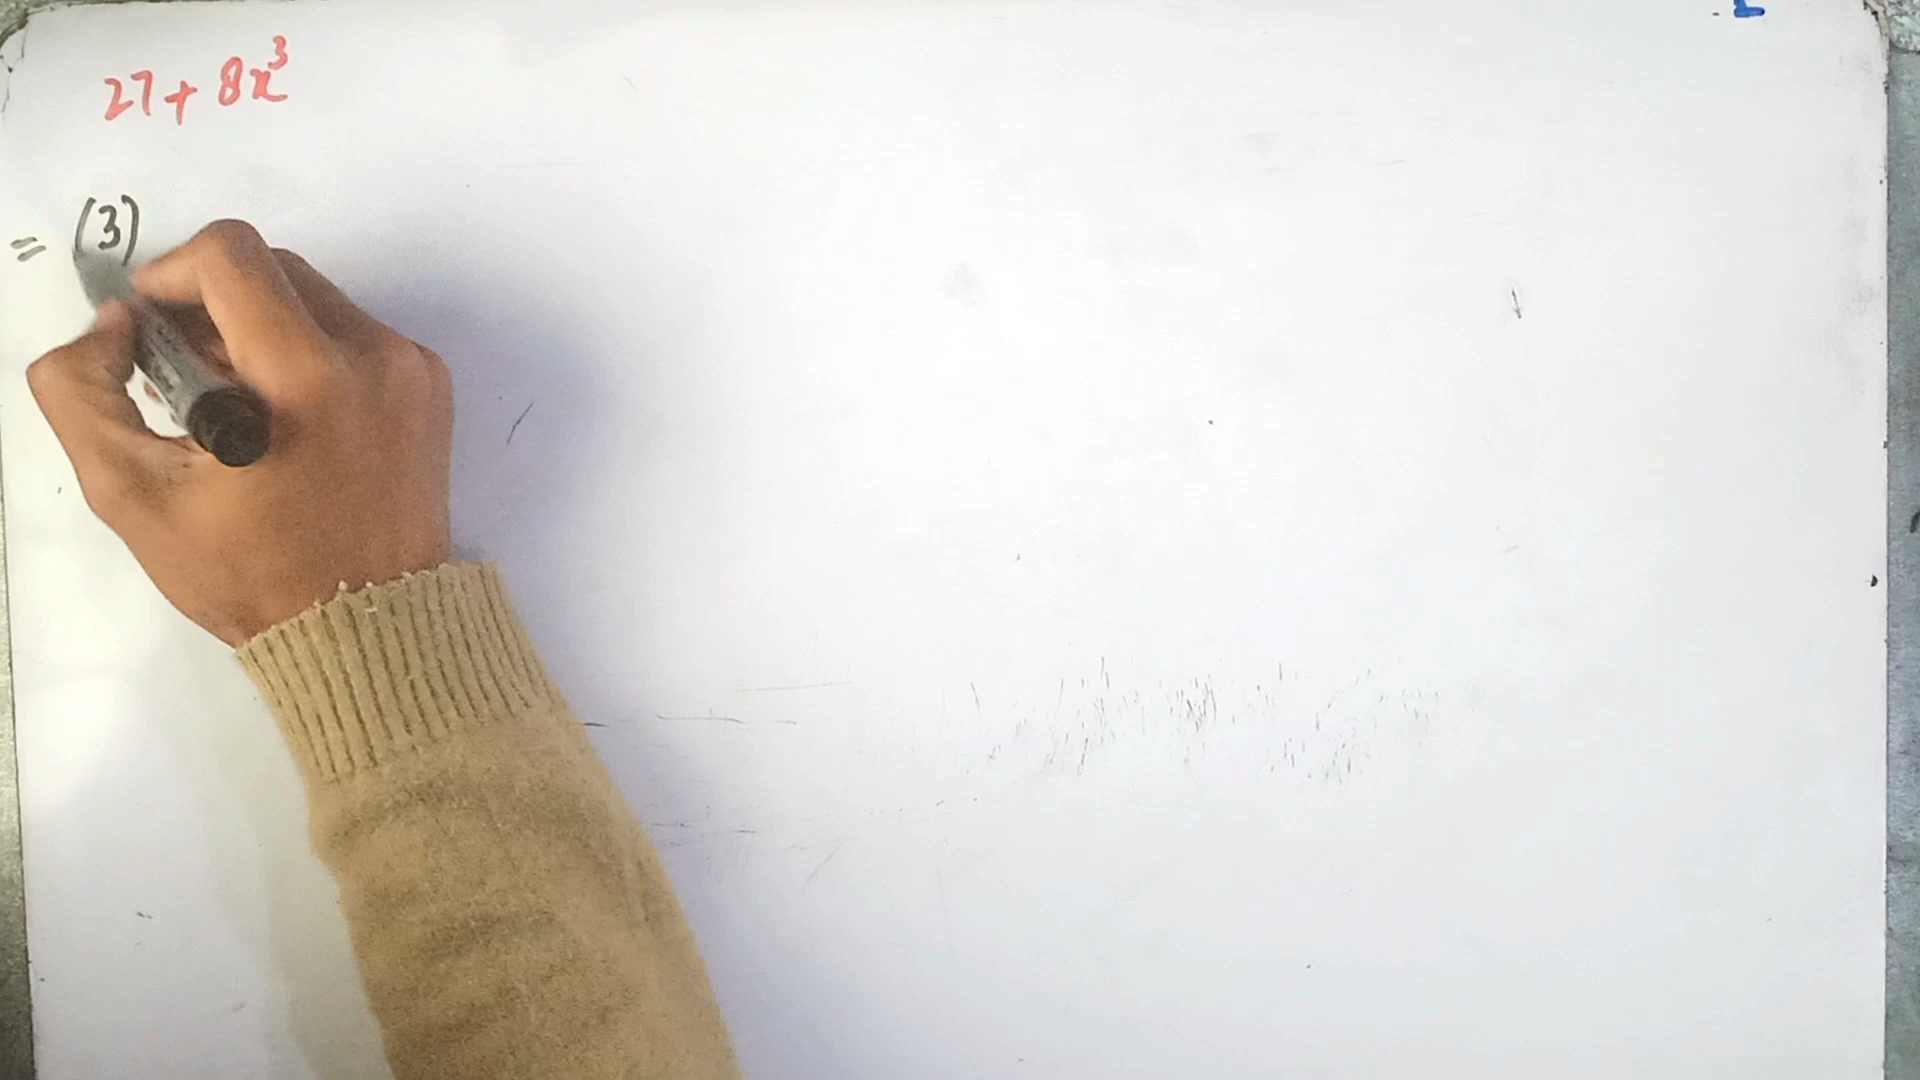 27 + 8x³
= (3)